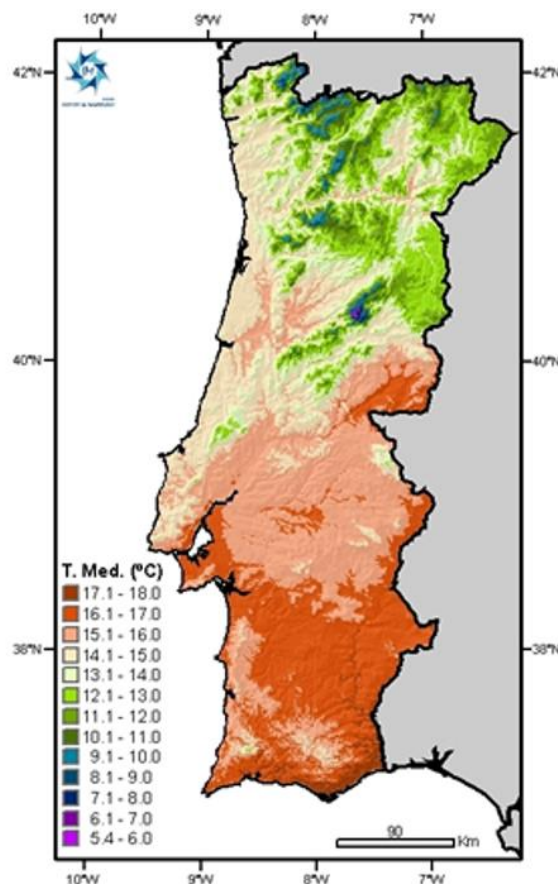 10°W 9°W 8°W 7°W
42°N 42°N
40°N 40°N
38°N 38°N
T. Med. (ºC)
17.1 - 18.0
16.1 - 17.0
15.1 - 16.0
14.1 - 15.0
13.1 - 14.0
12.1 - 13.0
11.1 - 12.0
10.1 - 11.0
9.1 - 10.0
8.1 - 9.0
7.1 - 8.0
6.1 - 7.0
5.4 - 6.0
90
Km
10°W 9°W 8°W 7°W